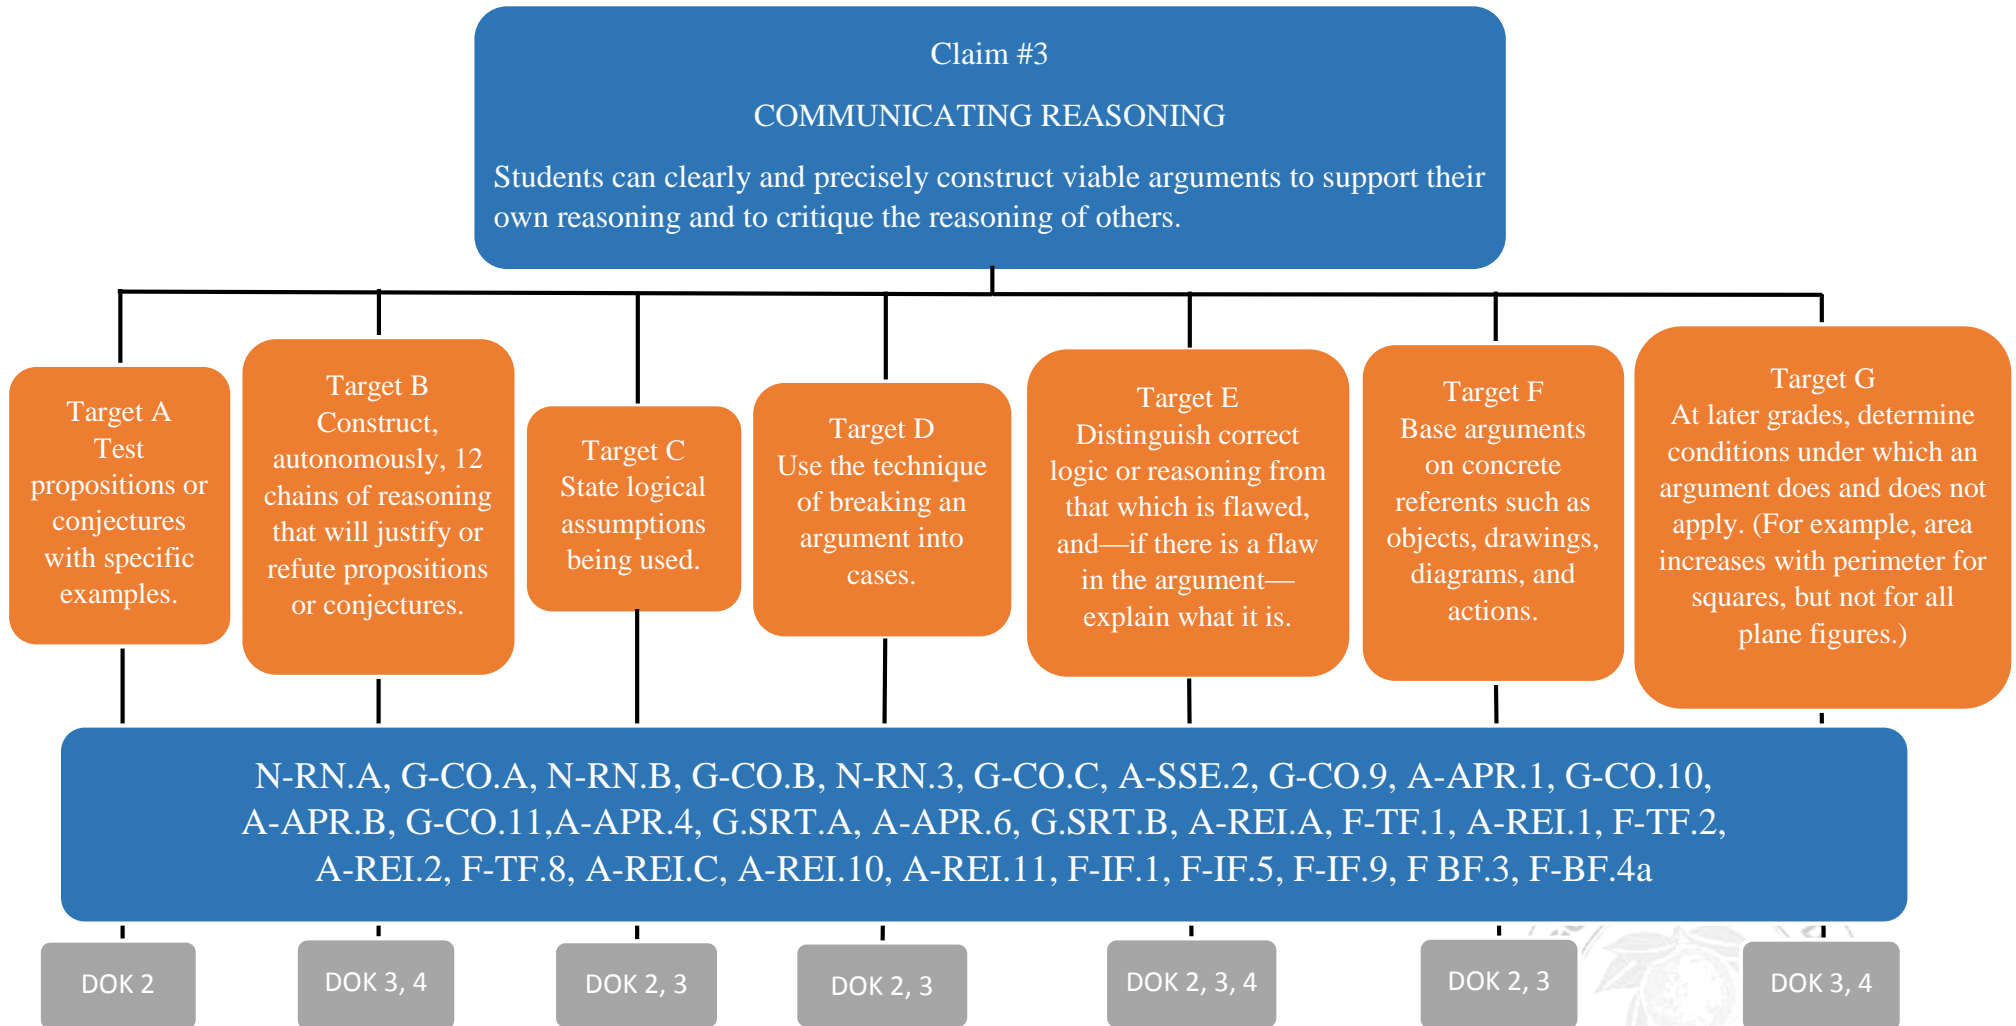 Claim #3
COMMUNICATING REASONING
Students can clearly and precisely construct viable arguments to support their
own reasoning and to critique the reasoning of others.
Target A
Test
propositions or
conjectures
with specific
examples.
Target B
Construct,
autonomously, 12
chains of reasoning
that will justify or
refute propositions
or conjectures.
Target C
State logical
assumptions
being used.
Target D
Use the technique
of breaking an
argument into
cases.
Target E
Distinguish correct
logic or reasoning from
that which is flawed,
and—if there is a flaw
in the argument—
explain what it is.
Target F
Base arguments
on concrete
referents such as
objects, drawings,
diagrams, and
actions.
Target G
At later grades, determine
conditions under which an
argument does and does not
apply. (For example, area
increases with perimeter for
squares, but not for all
plane figures.)
N-RN.A, G-CO.A, N-RN.B, G-CO.B, N-RN.3, G-CO.C, A-SSE.2, G-CO.9, A-APR.1, G-CO.10,
A-APR.B, G-CO.11,A-APR.4, G.SRT.A, A-APR.6, G.SRT.B, A-REI.A, F-TF.1, A-REI.1, F-TF.2,
A-REI.2, F-TF.8, A-REI.C, A-REI.10, A-REI.11, F-IF.1, F-IF.5, F-IF.9, F BF.3, F-BF.4a
DOK 2
DOK 3, 4
DOK 2, 3
DOK 2, 3
DOK 2, 3, 4
DOK 2, 3
DOK 3, 4